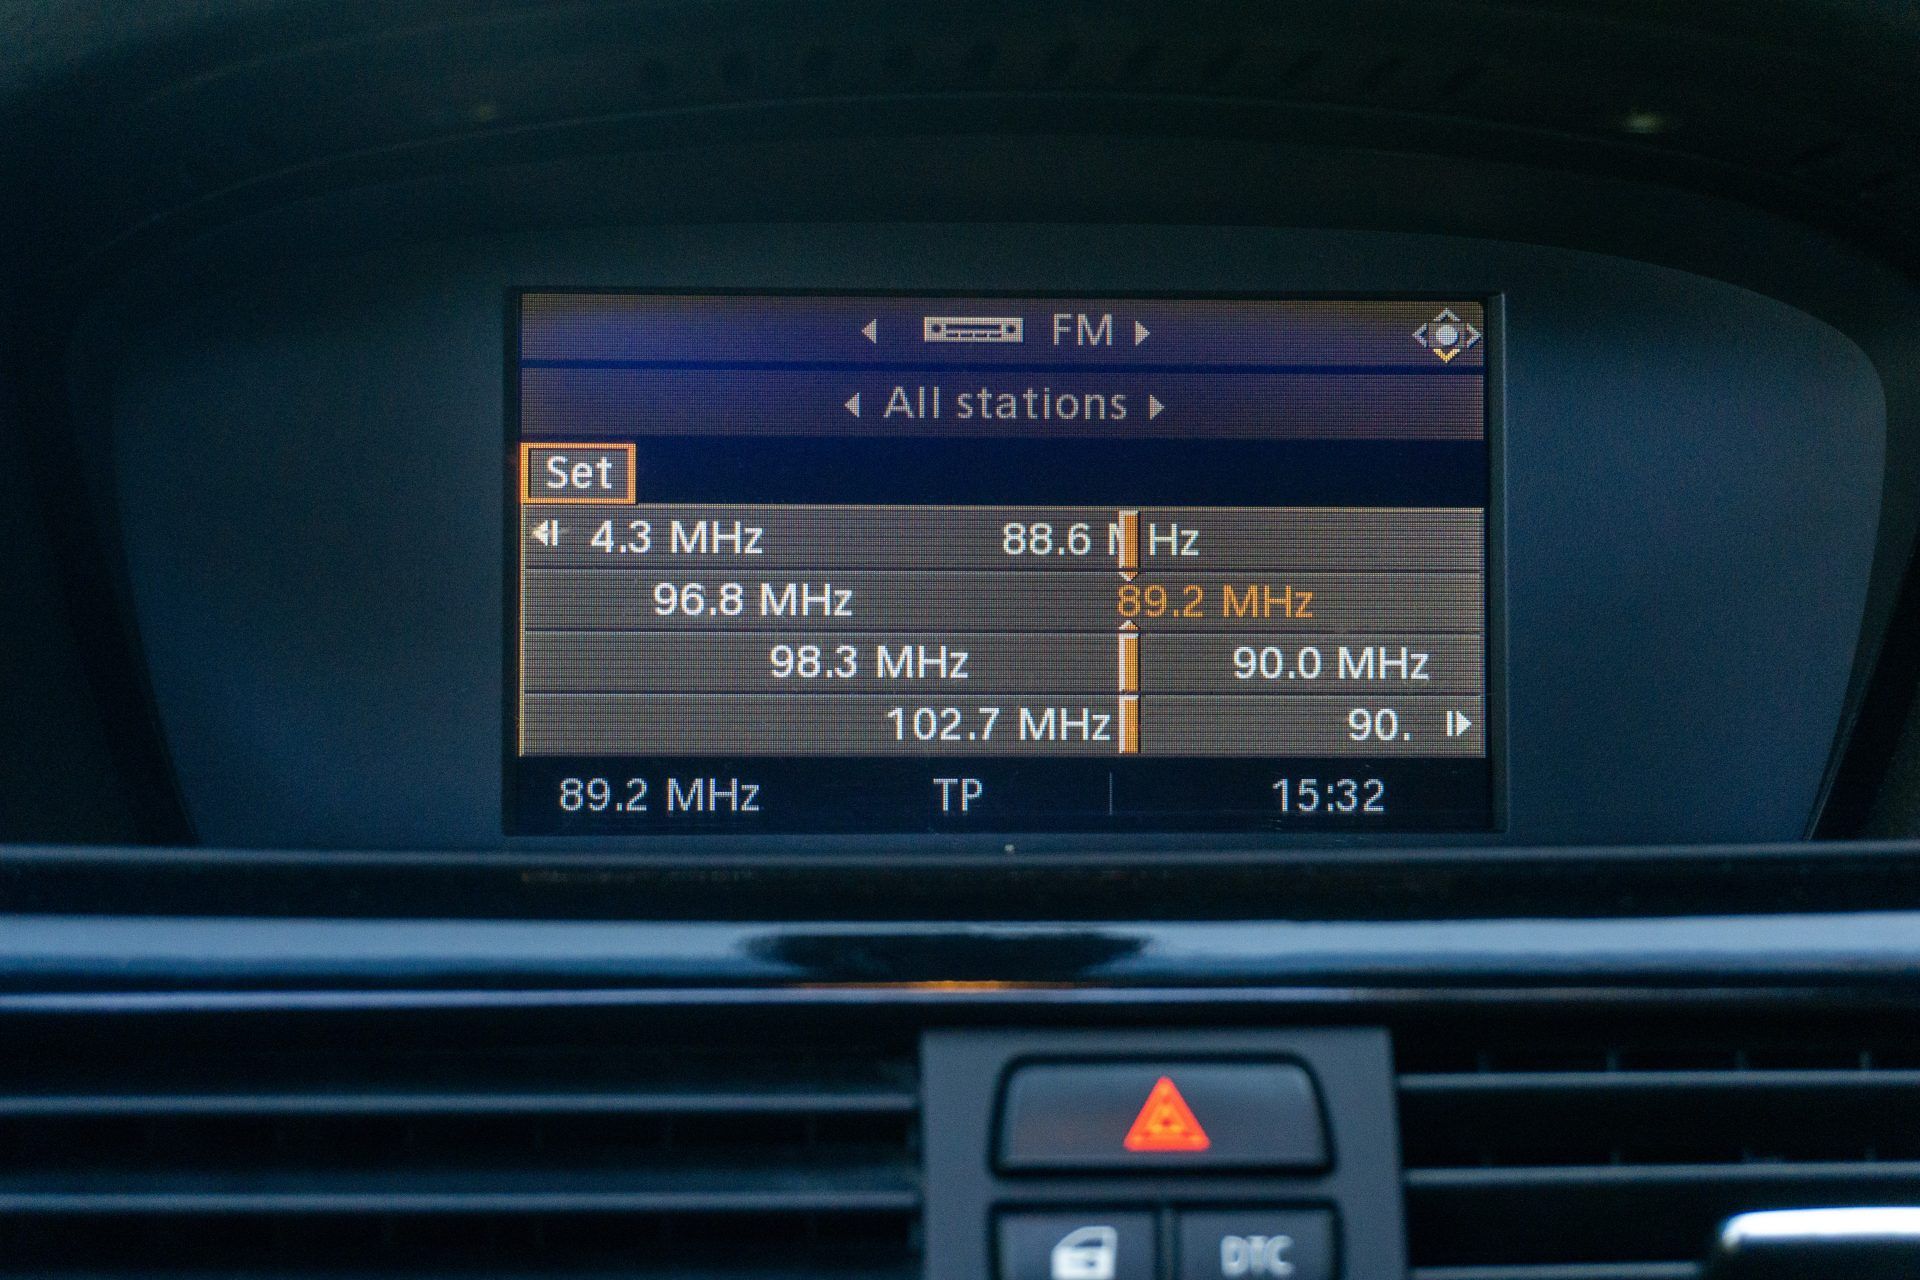 FM
All stations
Set
4.3 MHz 88.6 MHz
96.8 MHz 89.2 MHz
98.3 MHz 90.0 MHz
102.7 MHz 90.
89.2 MHz TP 15:32
DTC